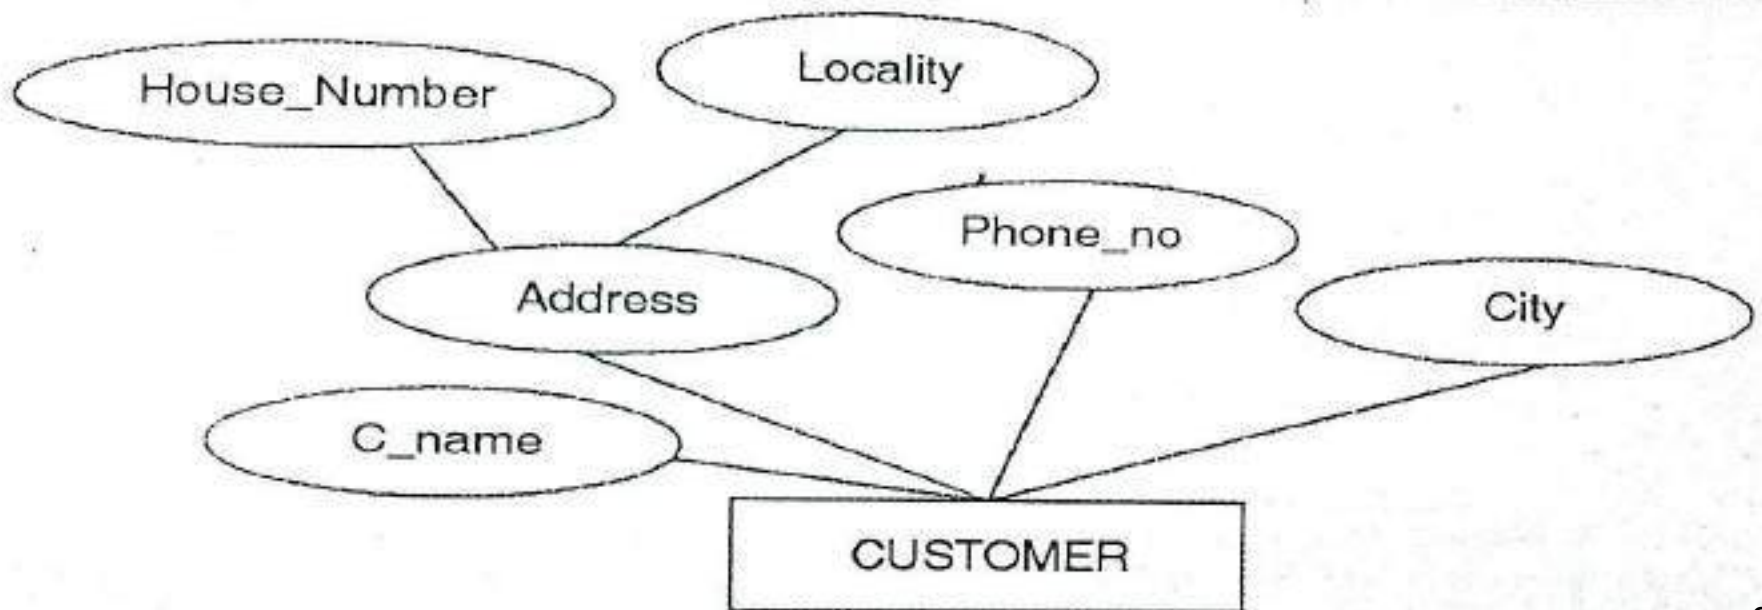 House_Number
Locality
Phone_no
Address
City
C_name
CUSTOMER